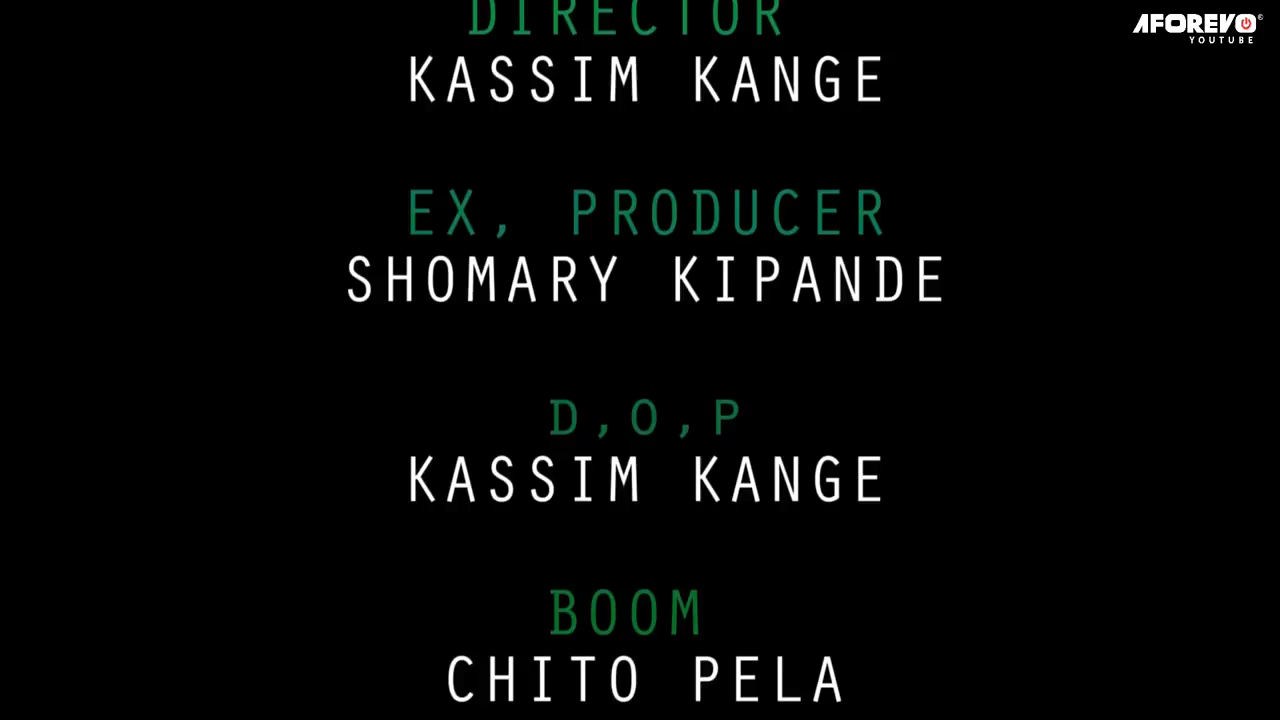 DIRECTOR
AFOREVO
YOUTUBE
KASSIM KANGE
EX, PRODUCER
SHOMARY KIPANDE
D,O,P
KASSIM KANGE
BOOM
CHITO PELA